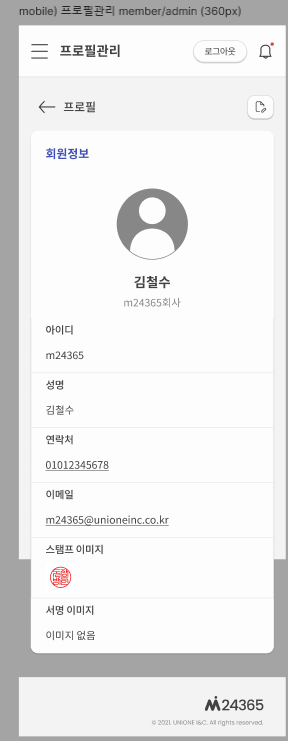 mobile) 프로필관리 member/admin (360px)
프로필관리
로그아웃
프로필
회원정보
김철수
m24365회사
아이디
m24365
성명
김철수
연락처
01012345678
이메일
m24365@unioneinc.co.kr
스탬프 이미지
서명 이미지
이미지 없음
M24365
© 2021. UNIONE I&C. All rights reserved.